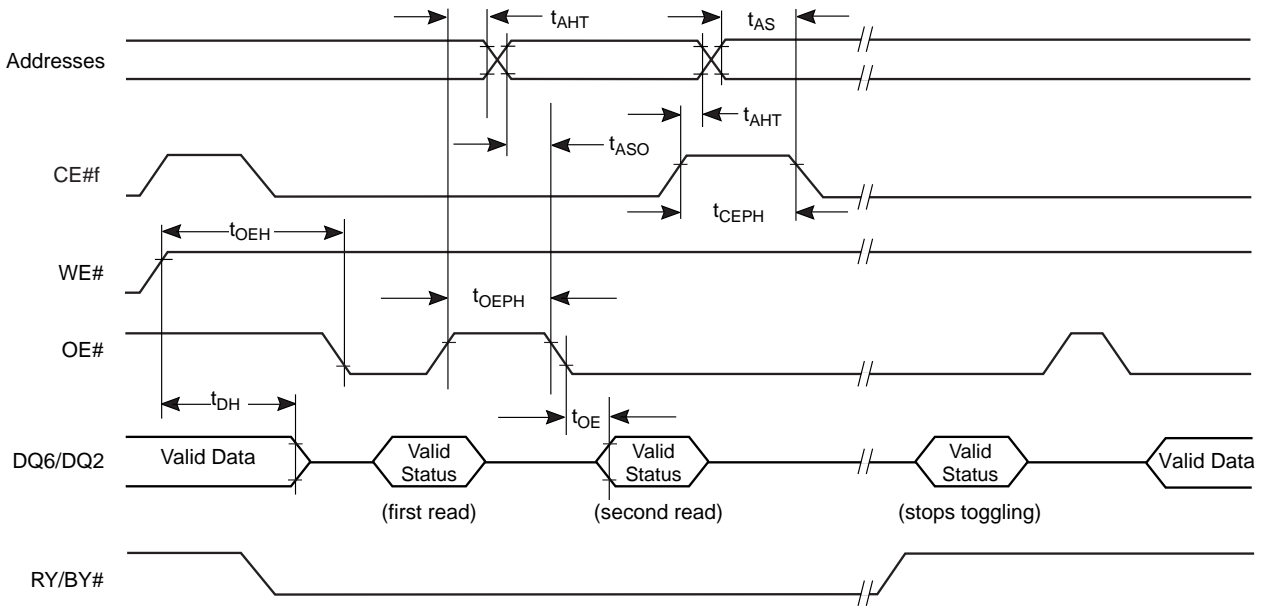 tAHT
tAS
Addresses
tAHT
tASO
CE#f
tCEPH
tOEH
WE#
tOEPH
OE#
tDH
tOE
DQ6/DQ2
Valid Data
Valid
Status
Valid
Status
Valid
Status
Valid Data
(first read)
(second read)
(stops toggling)
RY/BY#